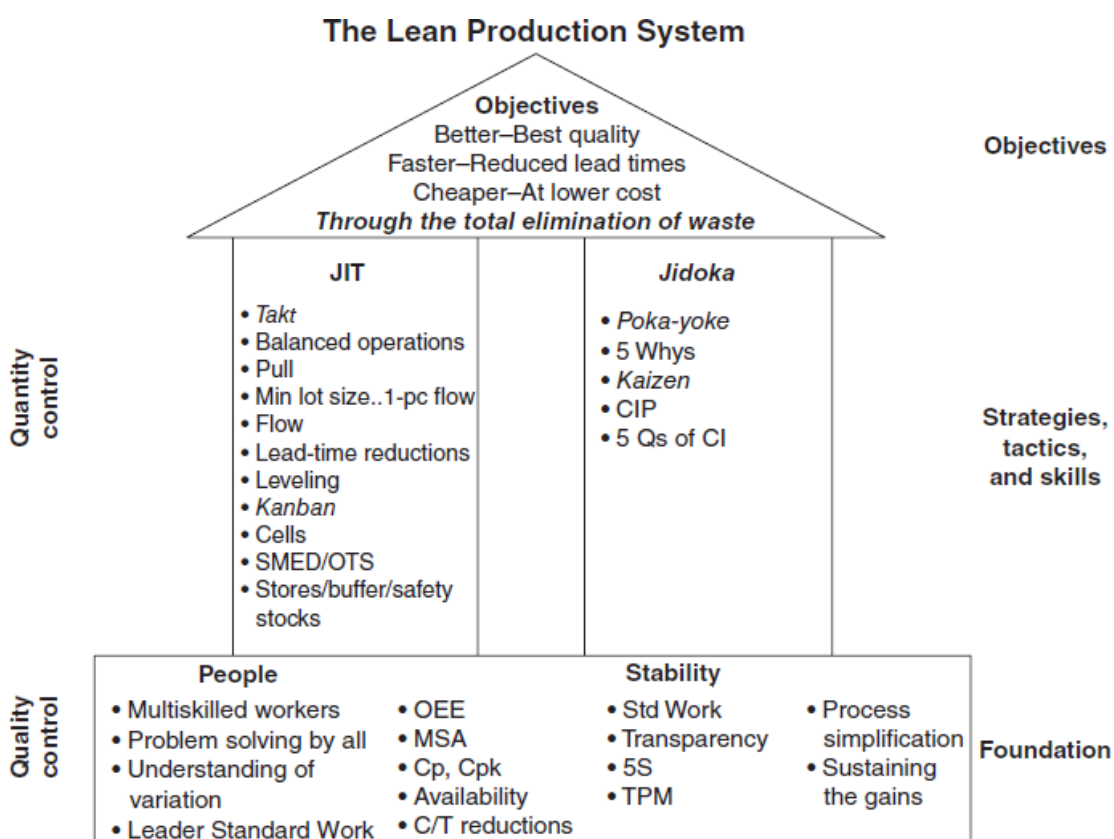 The Lean Production System
Objectives
Better–Best quality
Faster–Reduced lead times
Cheaper–At lower cost
Through the total elimination of waste
Objectives
Quantity
control
JIT
• Takt
• Balanced operations
• Pull
• Min lot size..1-pc flow
• Flow
• Lead-time reductions
• Leveling
• Kanban
• Cells
• SMED/OTS
• Stores/buffer/safety
stocks
Jidoka
• Poka-yoke
• 5 Whys
• Kaizen
• CIP
• 5 Qs of CI
Strategies,
tactics,
and skills
Quality
control
People
• Multiskilled workers
• Problem solving by all
• Understanding of
variation
• Leader Standard Work
Stability
• OEE
• MSA
• Cp, Cpk
• Availability
• C/T reductions
• Std Work
• Transparency
• 5S
• TPM
• Process
simplification
• Sustaining
the gains
Foundation